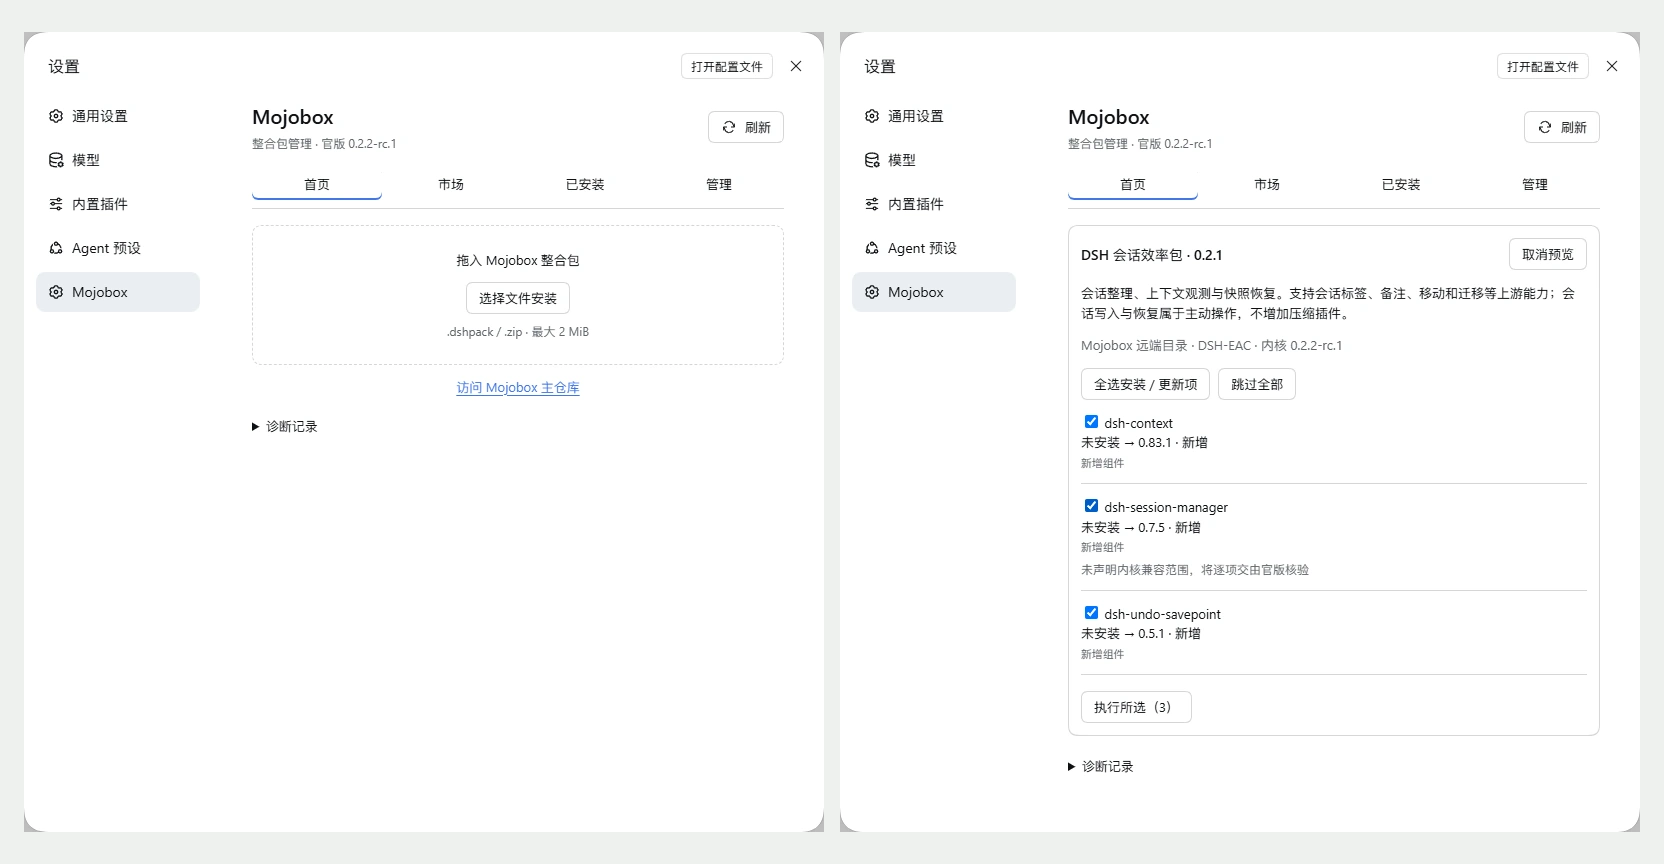 设置
打开配置文件
通用设置
模型
内置插件
Agent 预设
Mojobox
Mojobox
整合包管理 · 官版 0.2.2-rc.1
刷新
首页
市场
已安装
管理
拖入 Mojobox 整合包
选择文件安装
.dshpack / .zip · 最大 2 MiB
访问 Mojobox 主仓库
诊断记录
设置
打开配置文件
通用设置
模型
内置插件
Agent 预设
Mojobox
Mojobox
整合包管理 · 官版 0.2.2-rc.1
刷新
首页
市场
已安装
管理
DSH 会话效率包 · 0.2.1
取消预览
会话整理、上下文观测与快照恢复。支持会话标签、备注、移动和迁移等上游能力；会
话写入与恢复属于主动操作，不增加压缩插件。
Mojobox 远端目录 · DSH-EAC · 内核 0.2.2-rc.1
全选安装 / 更新项
跳过全部
dsh-context
未安装 → 0.83.1 · 新增
新增组件
dsh-session-manager
未安装 → 0.7.5 · 新增
新增组件
未声明内核兼容范围，将逐项交由官版核验
dsh-undo-savepoint
未安装 → 0.5.1 · 新增
新增组件
执行所选（3）
诊断记录